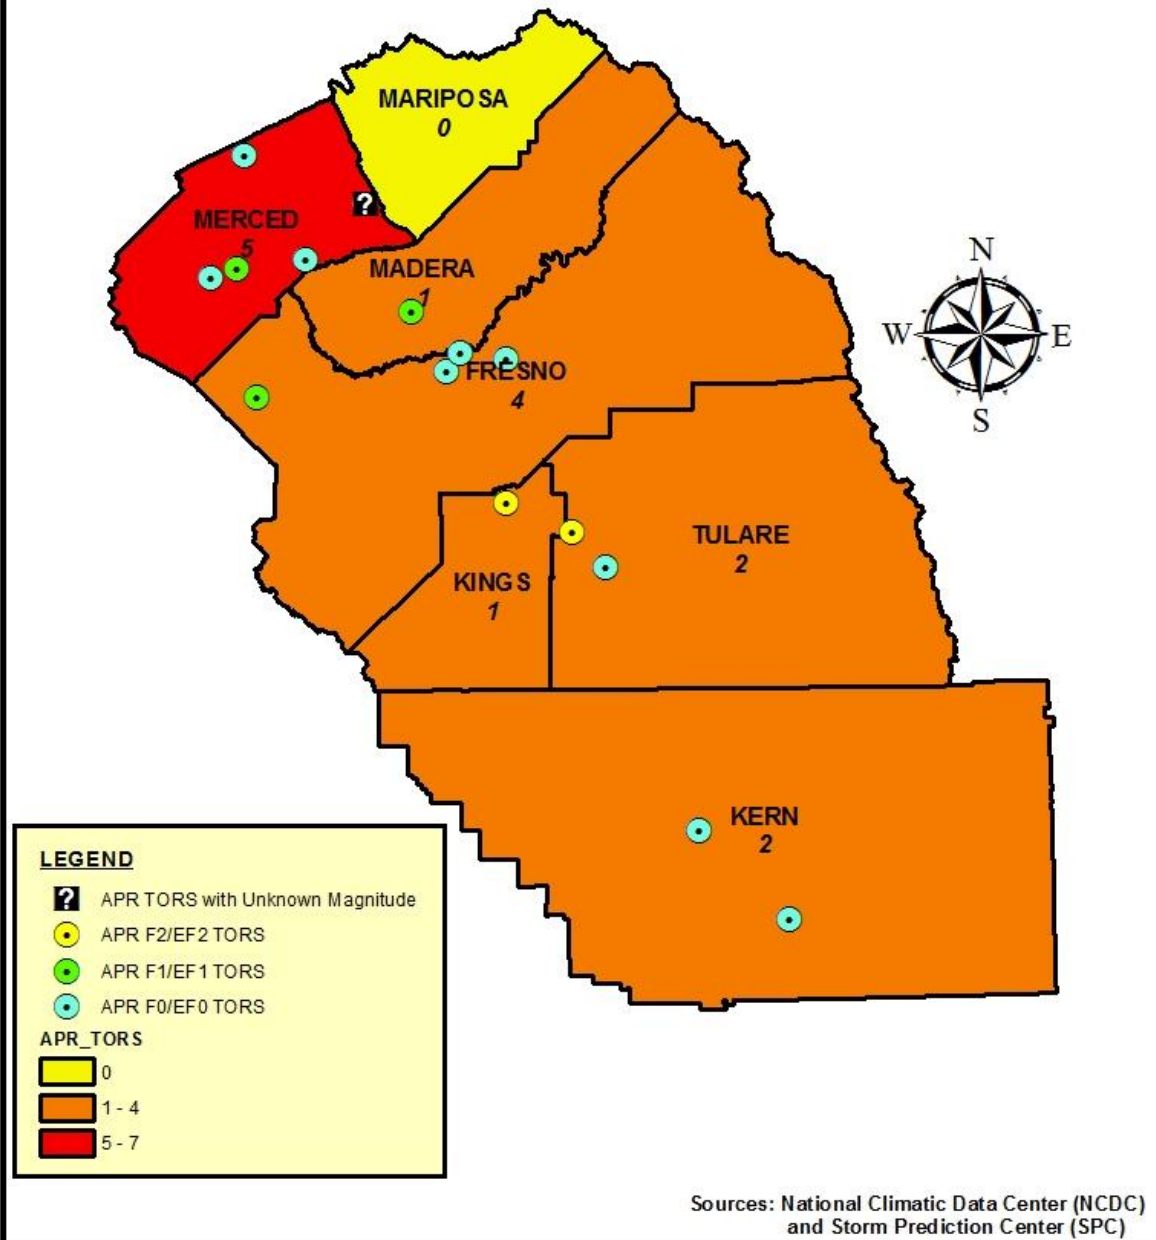 MARIPOSA
0
?
MERCED
5
MADERA
1
N
W E
S
FRESNO
4
TULARE
2
KINGS
1
KERN
2
LEGEND
? APR TORS with Unknown Magnitude
APR F2/EF2 TORS
APR F1/EF1 TORS
APR F0/EF0 TORS
APR_TORS
0
1 - 4
5 - 7
Sources: National Climatic Data Center (NCDC)
and Storm Prediction Center (SPC)